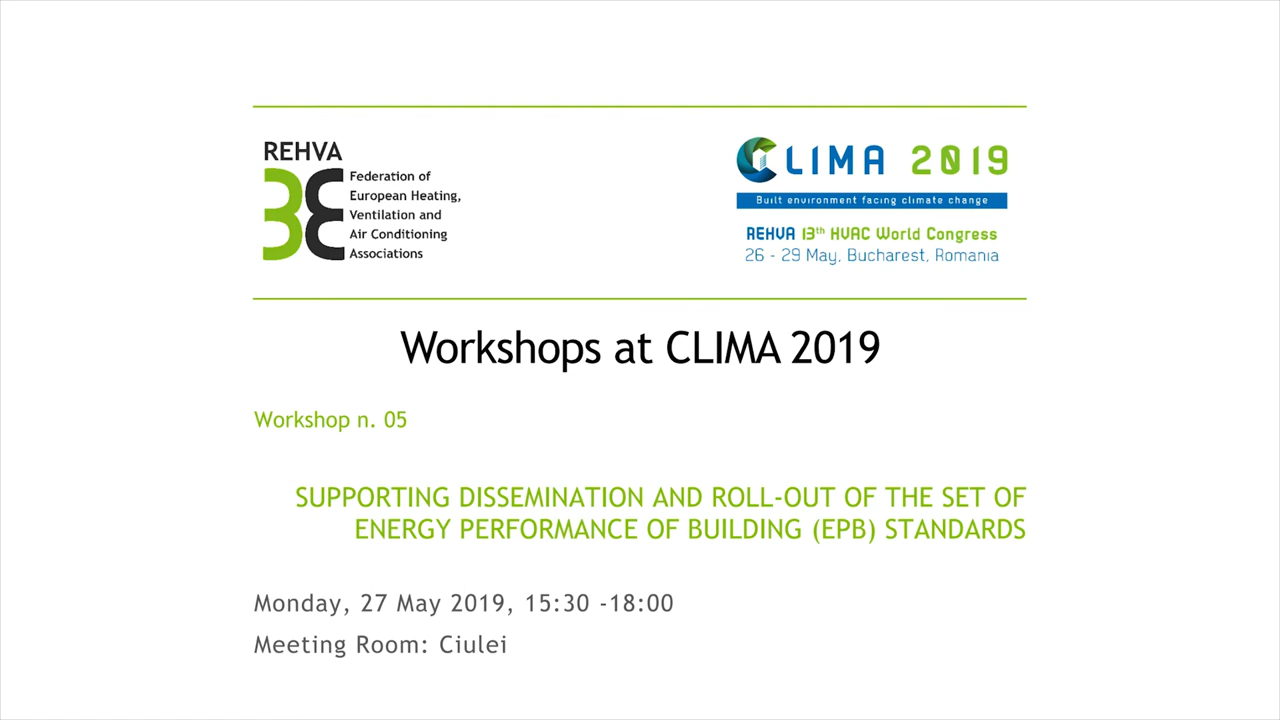 REHVA
Federation of
European Heating,
Ventilation and
Air Conditioning
Associations
CLIMA 2019
Built environment facing climate change
REHVA 13th HVAC World Congress
26 - 29 May, Bucharest, Romania
Workshops at CLIMA 2019
Workshop n. 05
SUPPORTING DISSEMINATION AND ROLL-OUT OF THE SET OF
ENERGY PERFORMANCE OF BUILDING (EPB) STANDARDS
Monday, 27 May 2019, 15:30 -18:00
Meeting Room: Ciulei